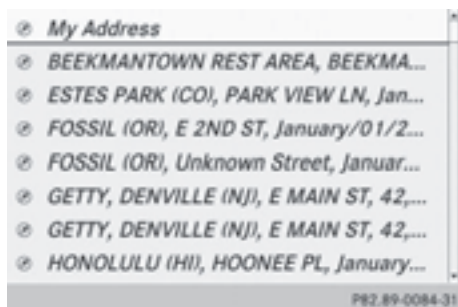 My Address
BEEKMANTOWN REST AREA, BEEKMA...
ESTES PARK (CO), PARK VIEW LN, Jan...
FOSSIL (OR), E 2ND ST, January/01/2...
FOSSIL (OR), Unknown Street, Januar...
GETTY, DENVILLE (NJ), E MAIN ST, 42,...
GETTY, DENVILLE (NJ), E MAIN ST, 42,...
HONOLULU (HI), HOONEE PL, January...
P82.89-0084-31